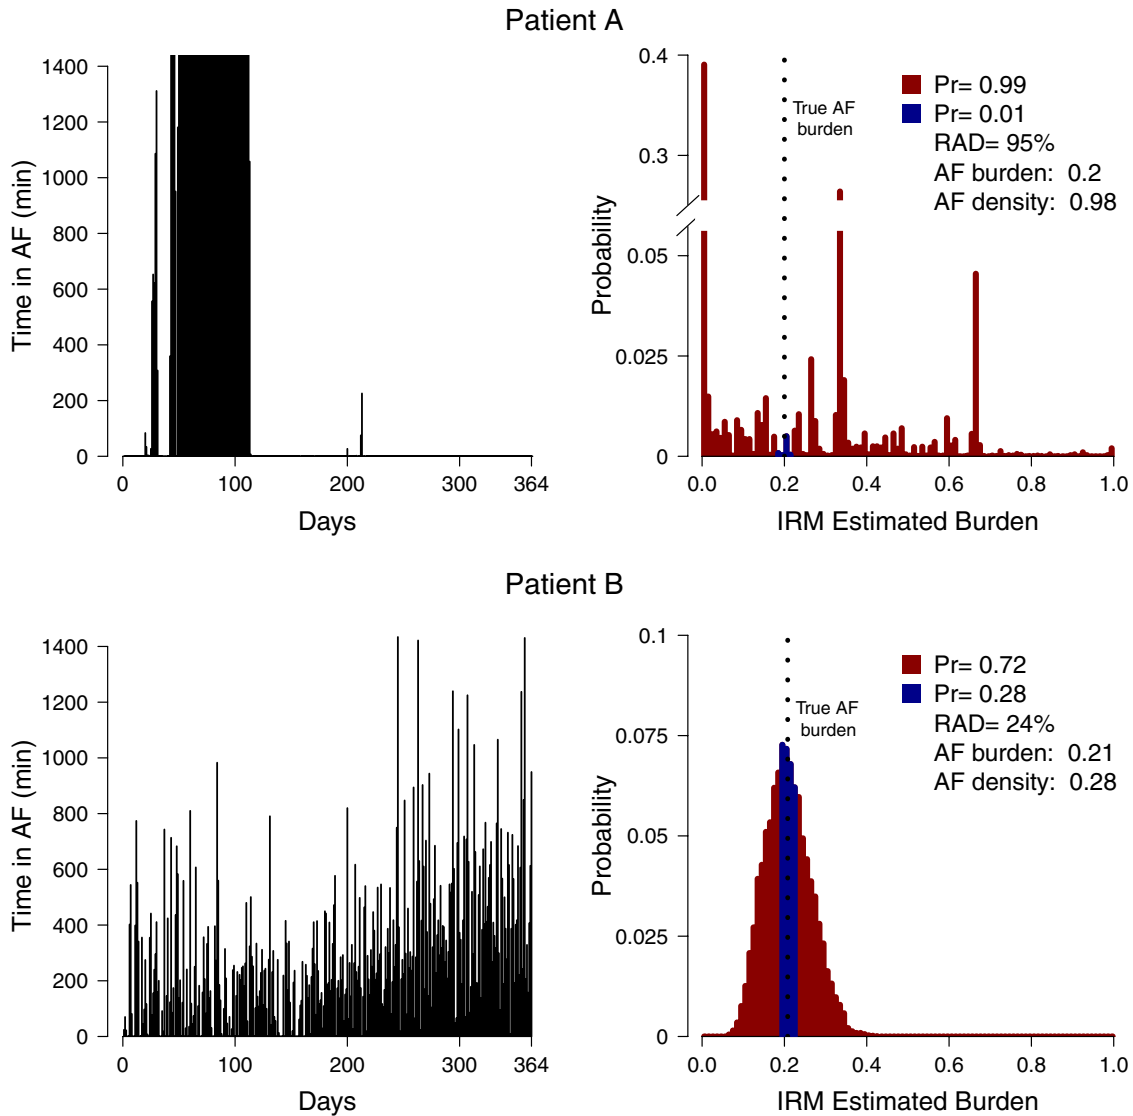 Patient A
1400
1200
1000
800
600
400
200
0
Time in AF (min)
0 100 200 300 364
Days
0.4
0.3
0.05
0.025
0
Probability
True AF
burden
Pr= 0.99
Pr= 0.01
RAD= 95%
AF burden: 0.2
AF density: 0.98
0.0 0.2 0.4 0.6 0.8 1.0
IRM Estimated Burden
Patient B
1400
1200
1000
800
600
400
200
0
Time in AF (min)
0 100 200 300 364
Days
0.1
0.075
0.05
0.025
0
Probability
True AF
burden
Pr= 0.72
Pr= 0.28
RAD= 24%
AF burden: 0.21
AF density: 0.28
0.0 0.2 0.4 0.6 0.8 1.0
IRM Estimated Burden